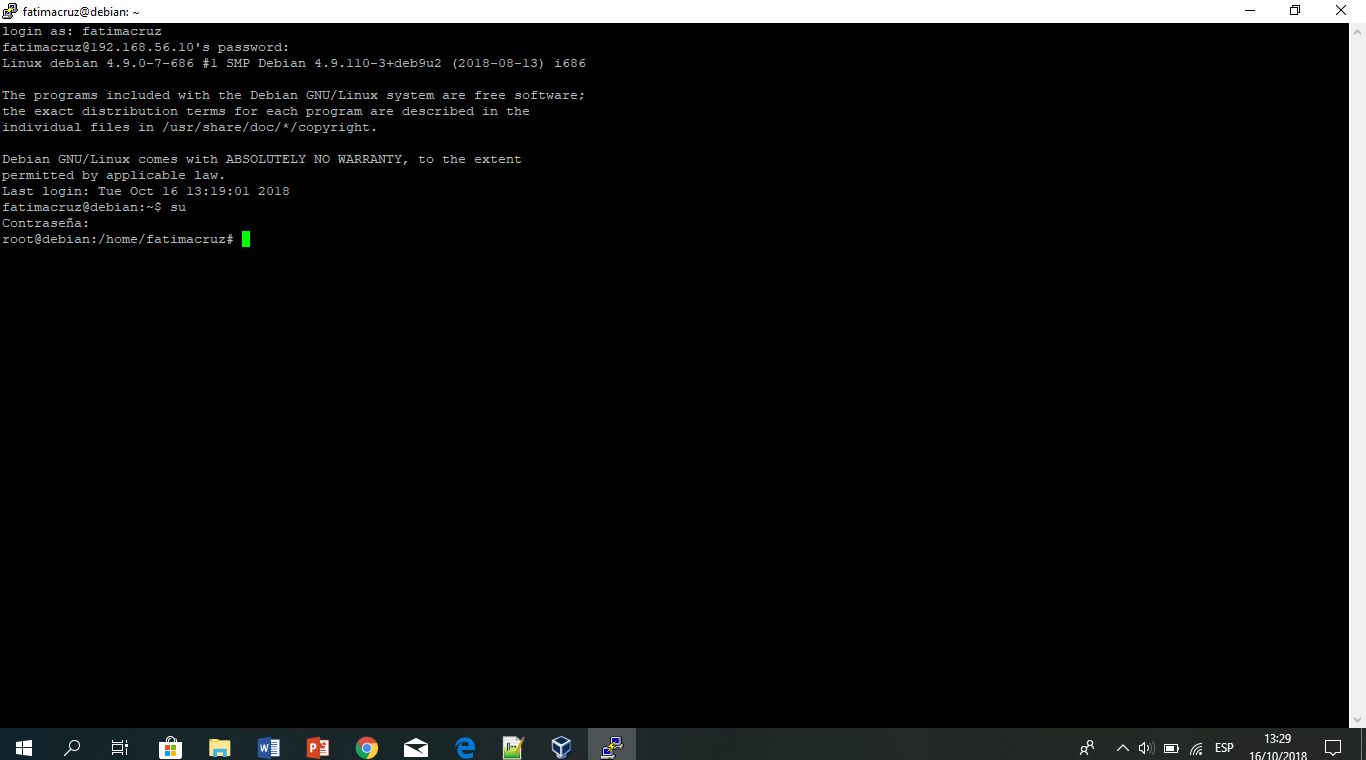 fatimacruz@debian: ~
login as: fatimacruz
fatimacruz@192.168.56.10's password:
Linux debian 4.9.0-7-686 #1 SMP Debian 4.9.110-3+deb9u2 (2018-08-13) i686
The programs included with the Debian GNU/Linux system are free software;
the exact distribution terms for each program are described in the
individual files in /usr/share/doc/*/copyright.
Debian GNU/Linux comes with ABSOLUTELY NO WARRANTY, to the extent
permitted by applicable law.
Last login: Tue Oct 16 13:19:01 2018
fatimacruz@debian:~$ su
Contraseña:
root@debian:/home/fatimacruz#
ESP
13:29
16/10/2018